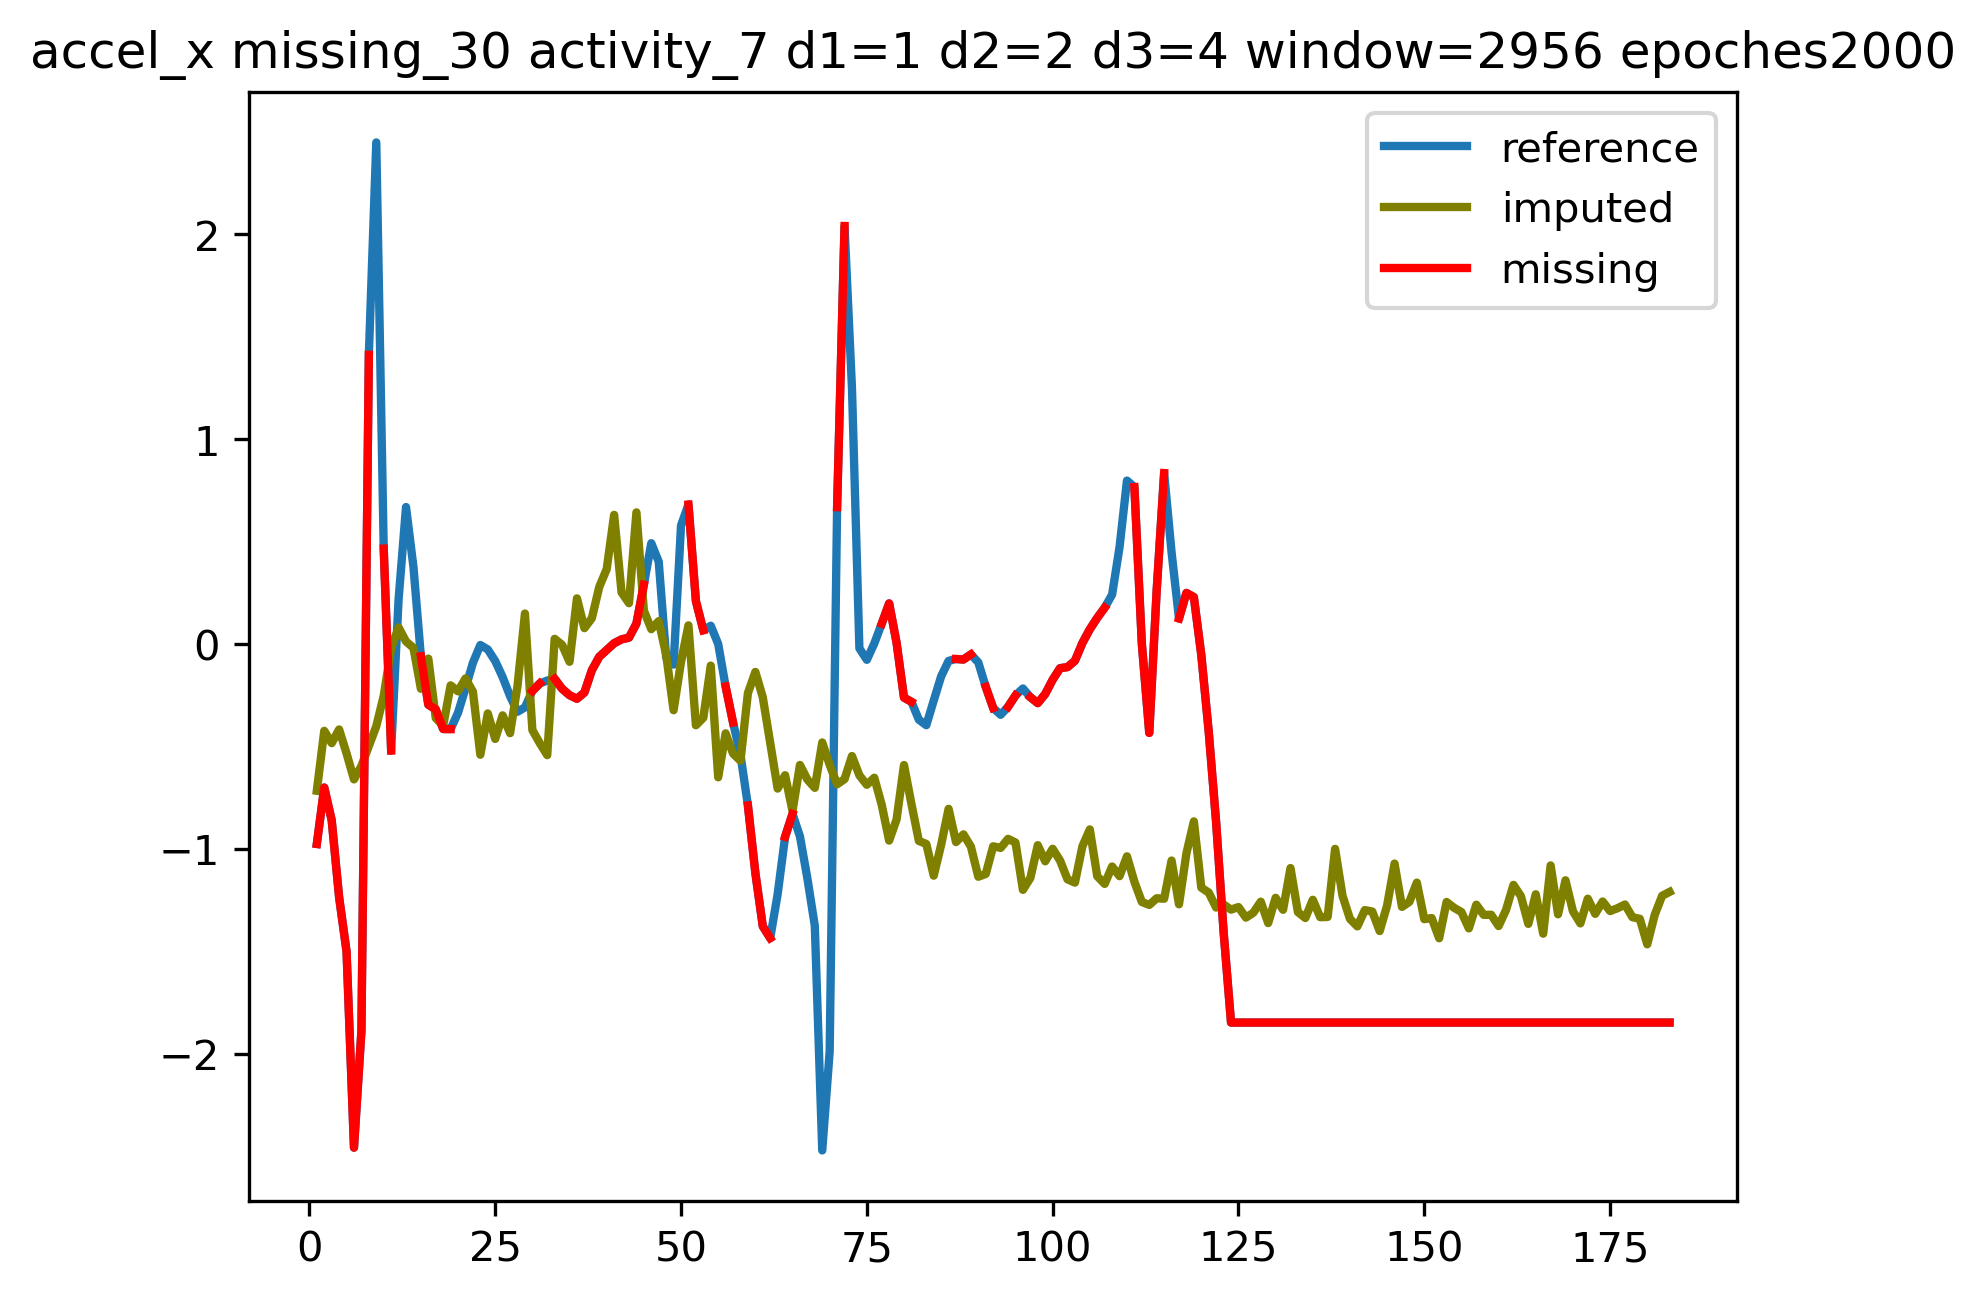 accel_x missing_30 activity_7 d1=1 d2=2 d3=4 window=2956 epoches2000
reference
imputed
missing
2
1
0
−1
−2
0 25 50 75 100 125 150 175